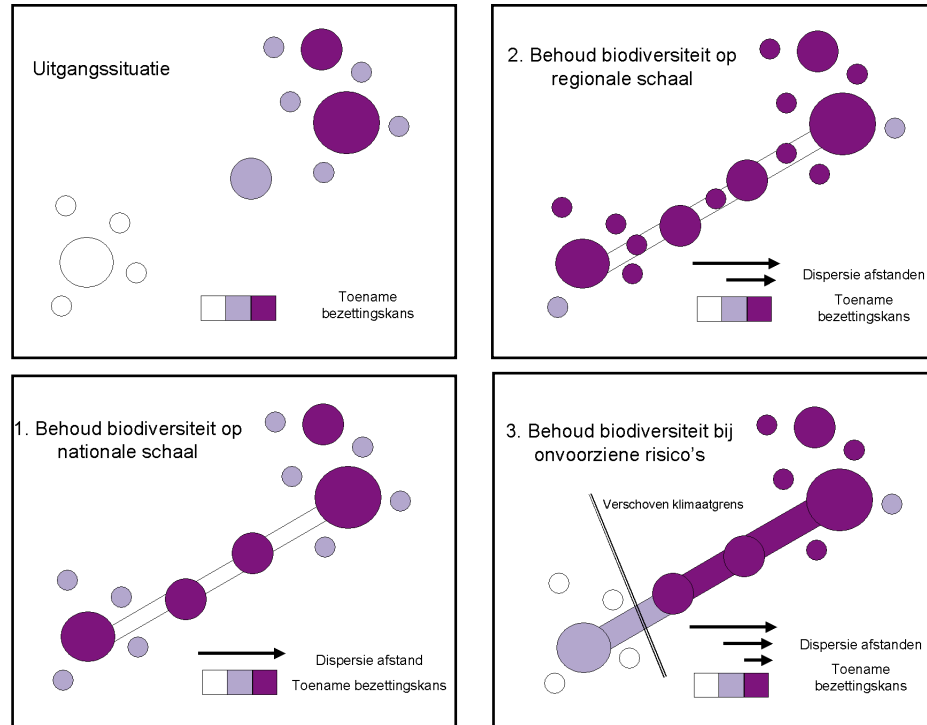 Uitgangssituatie
Toename
bezettingskans
2. Behoud biodiversiteit op
regionale schaal
Dispersie afstanden
Toename
bezettingskans
1. Behoud biodiversiteit op
nationale schaal
Dispersie afstand
Toename bezettingskans
3. Behoud biodiversiteit bij
onvoorziene risico's
Verschoven klimaatgrens
Dispersie afstanden
Toename
bezettingskans